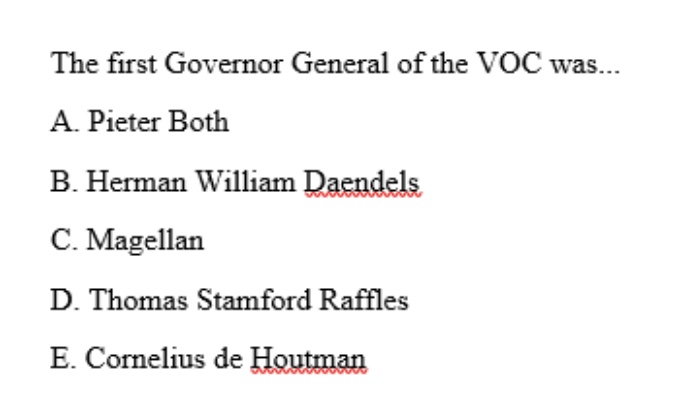 The first Governor General of the VOC was...
A. Pieter Both
B. Herman William Daendels
C. Magellan
D. Thomas Stamford Raffles
E. Cornelius de Houtman